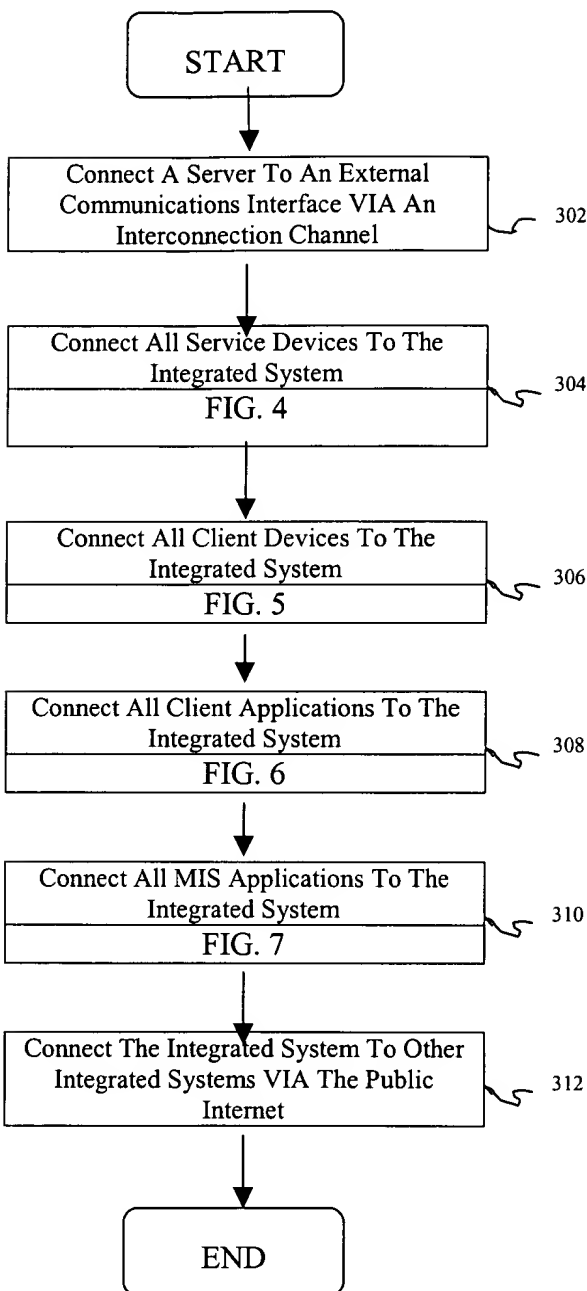 START
Connect A Server To An External
Communications Interface VIA An
Interconnection Channel
302
Connect All Service Devices To The
Integrated System
FIG. 4
304
Connect All Client Devices To The
Integrated System
FIG. 5
306
Connect All Client Applications To The
Integrated System
FIG. 6
308
Connect All MIS Applications To The
Integrated System
FIG. 7
310
Connect The Integrated System To Other
Integrated Systems VIA The Public
Internet
312
END